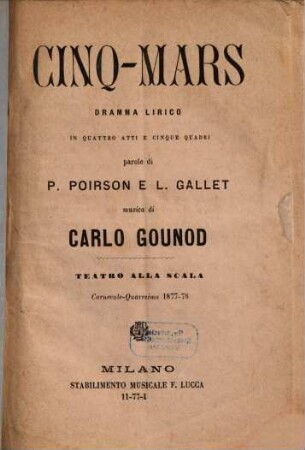 CINQ-MARS
DRAMMA LIRICO
IN QUATTRO ATTI E CINQUE QUADRI
parole di
P. POIRSON E L. GALLET
musica di
CARLO GOUNOD
TEATRO ALLA SCALA
Carnevale-Quaresima 1877-78
MILANO
STABILIMENTO MUSICALE F. LUCCA
11-77-I